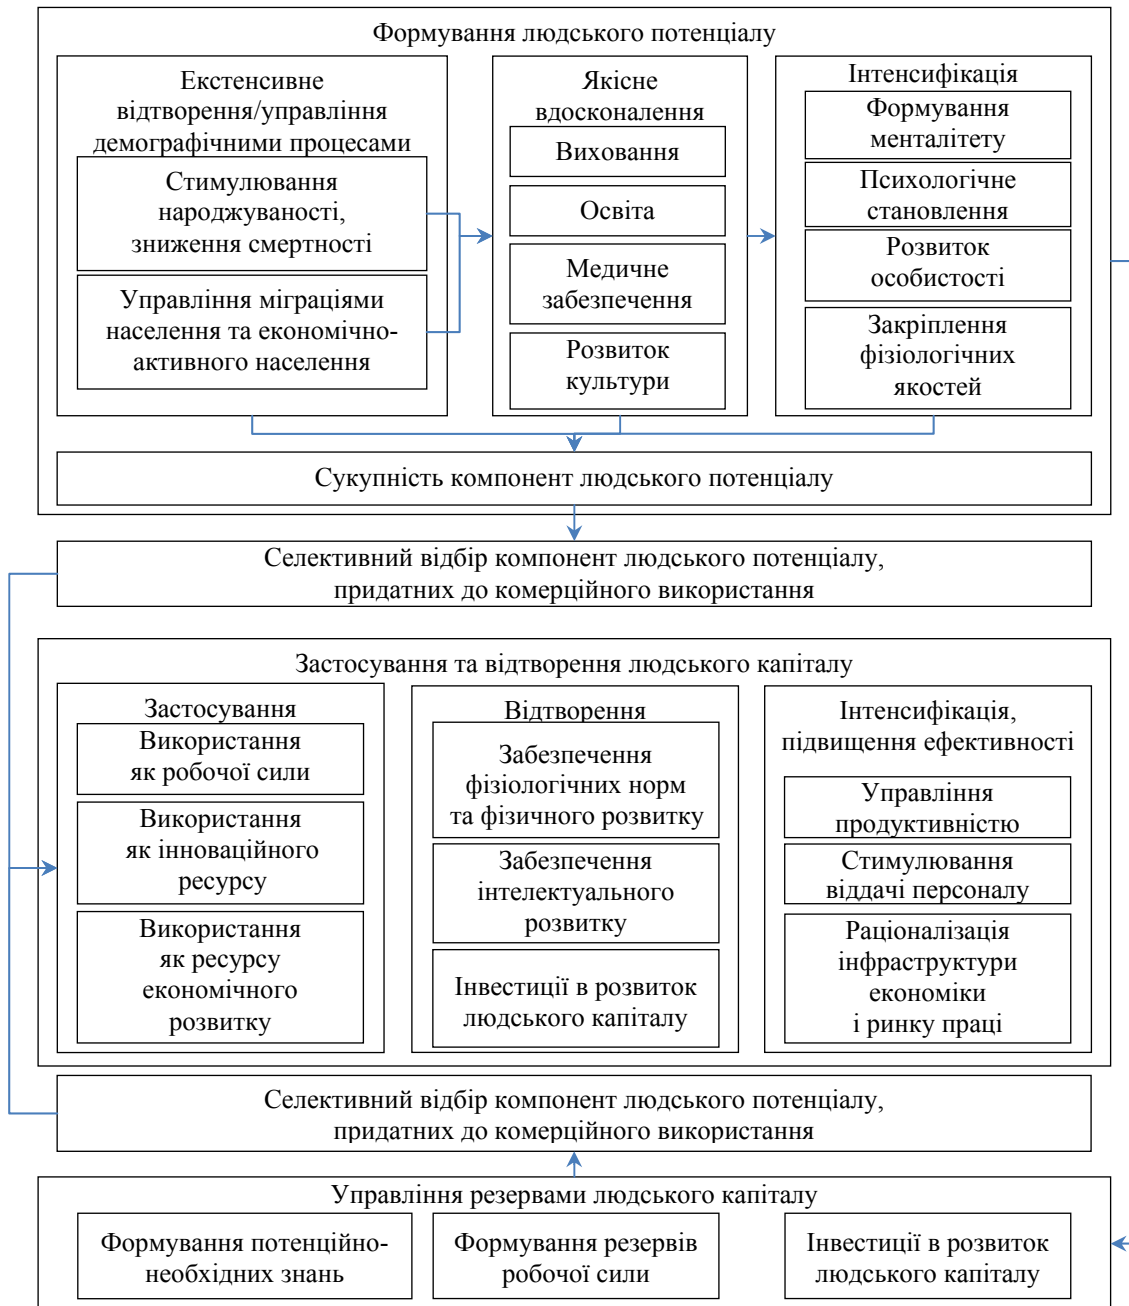 Формування людського потенціалу
Екстенсивне
відтворення/управління
демографічними процесами
Стимулювання
народжуваності,
зниження смертності
Управління міграціями
населення та економічно-
активного населення
Якісне
вдосконалення
Виховання
Освіта
Медичне
забезпечення
Розвиток
культури
Інтенсифікація
Формування
менталітету
Психологічне
становлення
Розвиток
особистості
Закріплення
фізіологічних
якостей
Сукупність компонент людського потенціалу
Селективний відбір компонент людського потенціалу,
придатних до комерційного використання
Застосування та відтворення людського капіталу
Застосування
Використання
як робочої сили
Використання
як інноваційного
ресурсу
Використання
як ресурсу
економічного
розвитку
Відтворення
Забезпечення
фізіологічних норм
та фізичного розвитку
Забезпечення
інтелектуального
розвитку
Інвестиції в розвиток
людського капіталу
Інтенсифікація,
підвищення ефективності
Управління
продуктивністю
Стимулювання
віддачі персоналу
Раціоналізація
інфраструктури
економіки
і ринку праці
Селективний відбір компонент людського потенціалу,
придатних до комерційного використання
Управління резервами людського капіталу
Формування потенційно-
необхідних знань
Формування резервів
робочої сили
Інвестиції в розвиток
людського капіталу